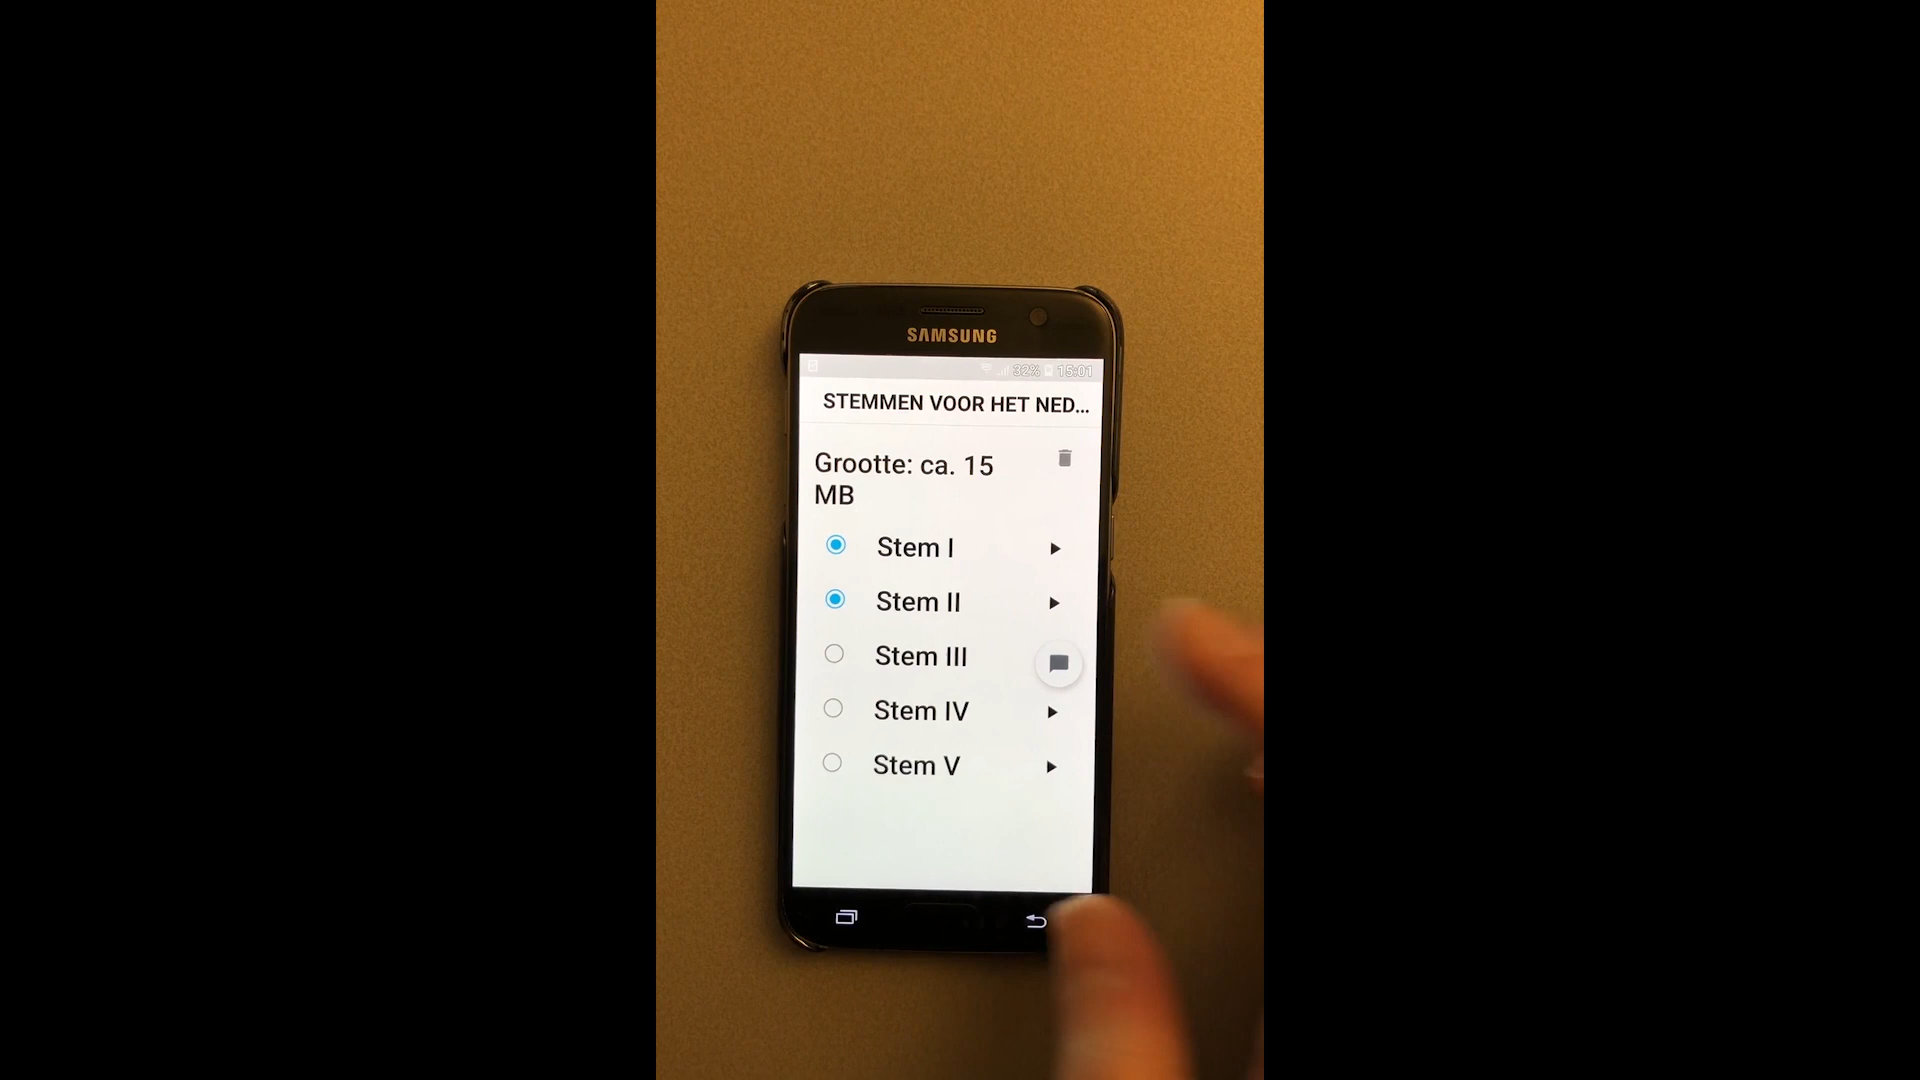 SAMSUNG
32% 15:01
STEMMEN VOOR HET NED...
Grootte: ca. 15
MB
Stem I
Stem II
Stem III
Stem IV
Stem V